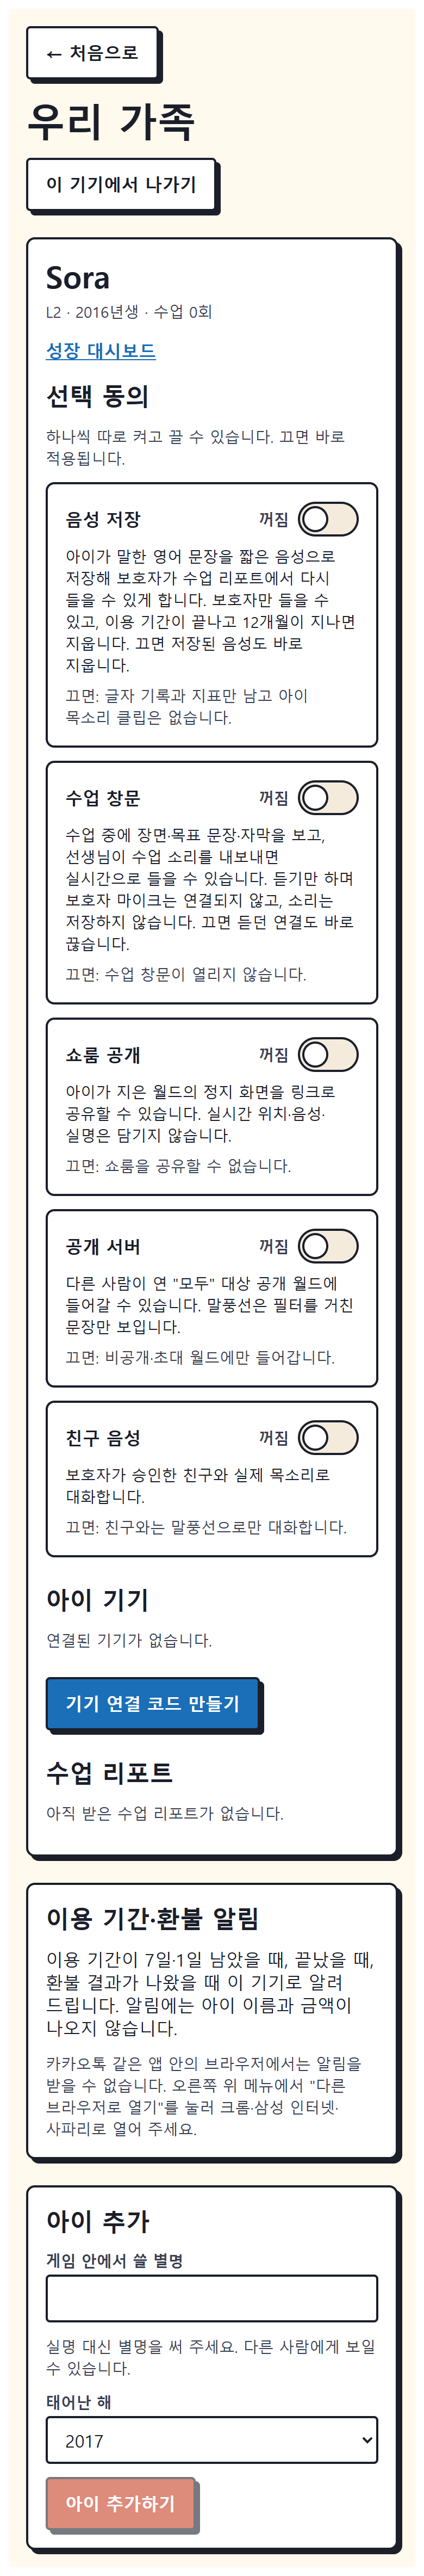 ← 처음으로
우리 가족
이 기기에서 나가기
Sora
L2 · 2016년생 · 수업 0회
성장 대시보드
선택 동의
하나씩 따로 켜고 끌 수 있습니다. 끄면 바로
적용됩니다.
음성 저장 꺼짐
아이가 말한 영어 문장을 짧은 음성으로
저장해 보호자가 수업 리포트에서 다시
들을 수 있게 합니다. 보호자만 들을 수
있고, 이용 기간이 끝나고 12개월이 지나면
지웁니다. 끄면 저장된 음성도 바로
지웁니다.
끄면: 글자 기록과 지표만 남고 아이
목소리 클립은 없습니다.
수업 창문 꺼짐
수업 중에 장면·목표 문장·자막을 보고,
선생님이 수업 소리를 내보내면
실시간으로 들을 수 있습니다. 듣기만 하며
보호자 마이크는 연결되지 않고, 소리는
저장하지 않습니다. 끄면 듣던 연결도 바로
끊습니다.
끄면: 수업 창문이 열리지 않습니다.
쇼룸 공개 꺼짐
아이가 지은 월드의 정지 화면을 링크로
공유할 수 있습니다. 실시간 위치·음성·
실명은 담기지 않습니다.
끄면: 쇼룸을 공유할 수 없습니다.
공개 서버 꺼짐
다른 사람이 연 "모두" 대상 공개 월드에
들어갈 수 있습니다. 말풍선은 필터를 거친
문장만 보입니다.
끄면: 비공개·초대 월드에만 들어갑니다.
친구 음성 꺼짐
보호자가 승인한 친구와 실제 목소리로
대화합니다.
끄면: 친구와는 말풍선으로만 대화합니다.
아이 기기
연결된 기기가 없습니다.
기기 연결 코드 만들기
수업 리포트
아직 받은 수업 리포트가 없습니다.
이용 기간·환불 알림
이용 기간이 7일·1일 남았을 때, 끝났을 때,
환불 결과가 나왔을 때 이 기기로 알려
드립니다. 알림에는 아이 이름과 금액이
나오지 않습니다.
카카오톡 같은 앱 안의 브라우저에서는 알림을
받을 수 없습니다. 오른쪽 위 메뉴에서 "다른
브라우저로 열기"를 눌러 크롬·삼성 인터넷·
사파리로 열어 주세요.
아이 추가
게임 안에서 쓸 별명
실명 대신 별명을 써 주세요. 다른 사람에게 보일
수 있습니다.
태어난 해
2017
아이 추가하기